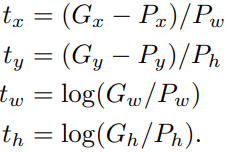 t_x = (G_x − P_x)/P_w
t_y = (G_y − P_y)/P_h
t_w = log(G_w/P_w)
t_h = log(G_h/P_h).